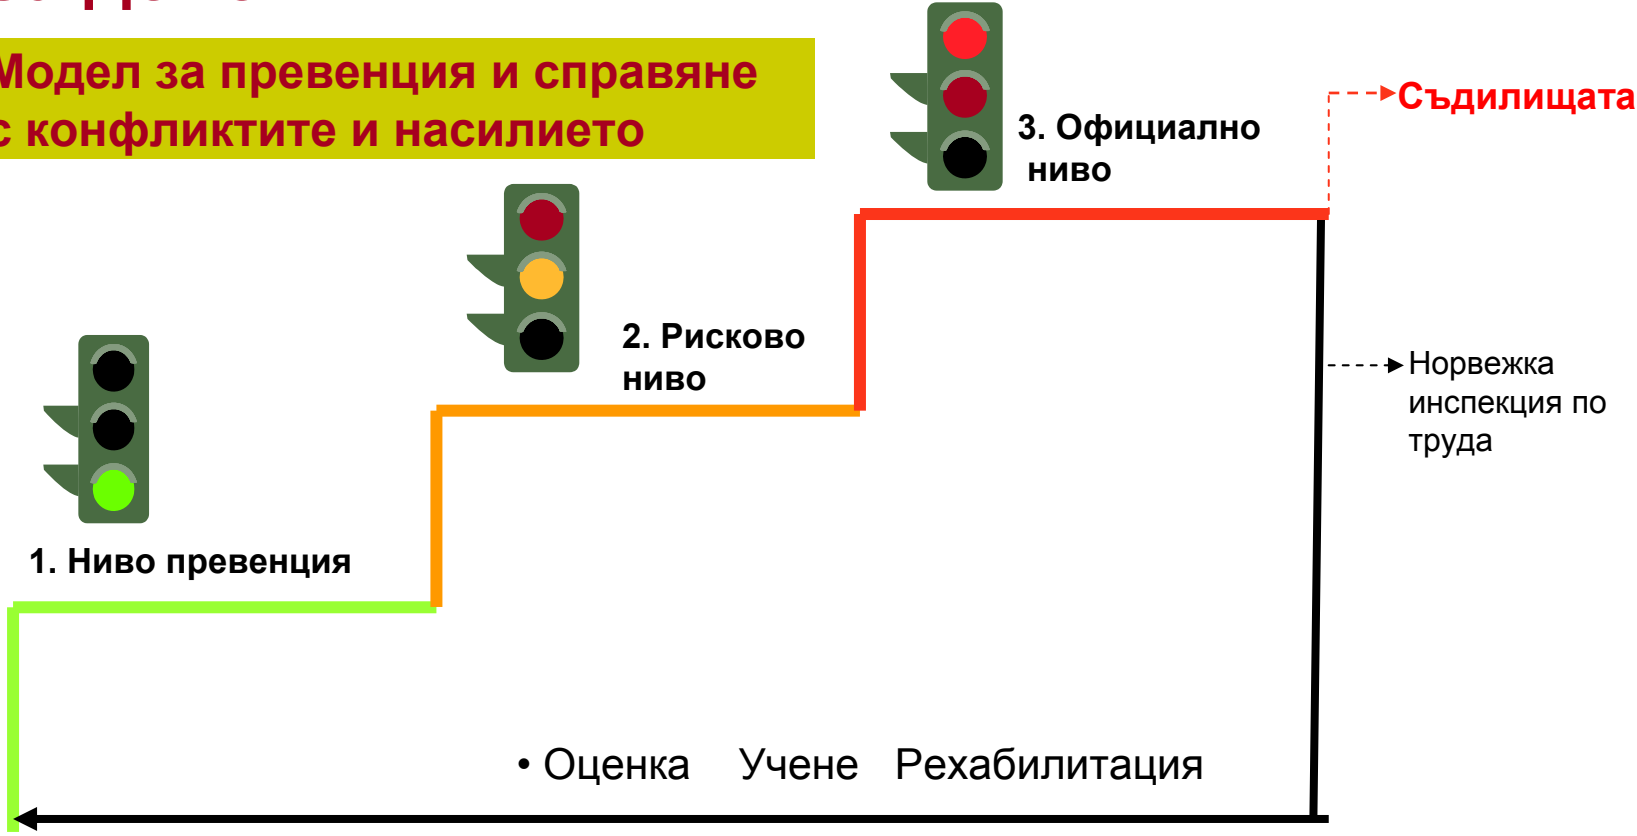 Модел за превенция и справяне
с конфликтите и насилието
3. Официално
ниво
Съдилищата
2. Рисково
ниво
Норвежка
инспекция по
труда
1. Ниво превенция
• Оценка Учене Рехабилитация